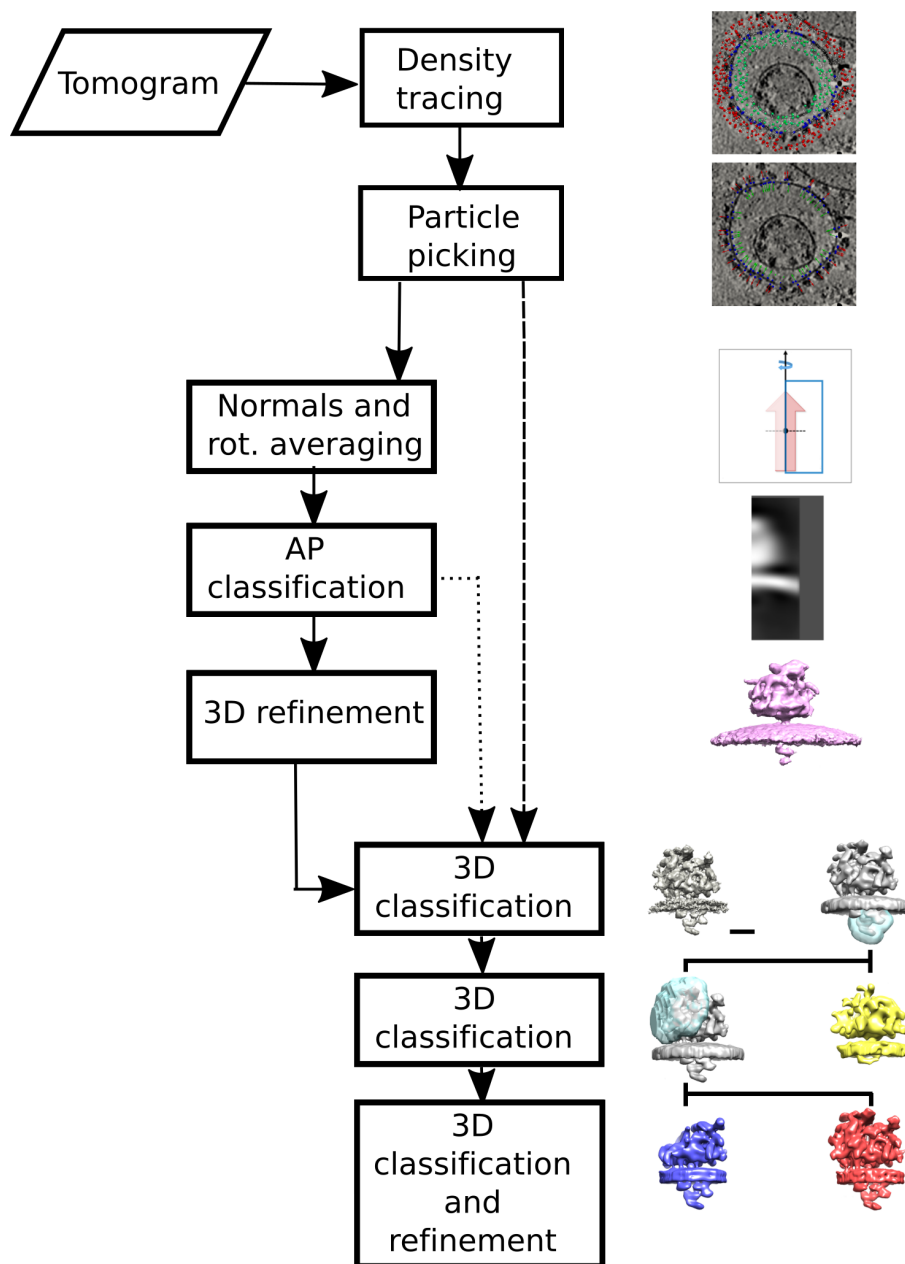 Tomogram
Density
tracing
Particle
picking
Normals and
rot. averaging
AP
classification
3D refinement
3D
classification
3D
classification
3D
classification
and
refinement